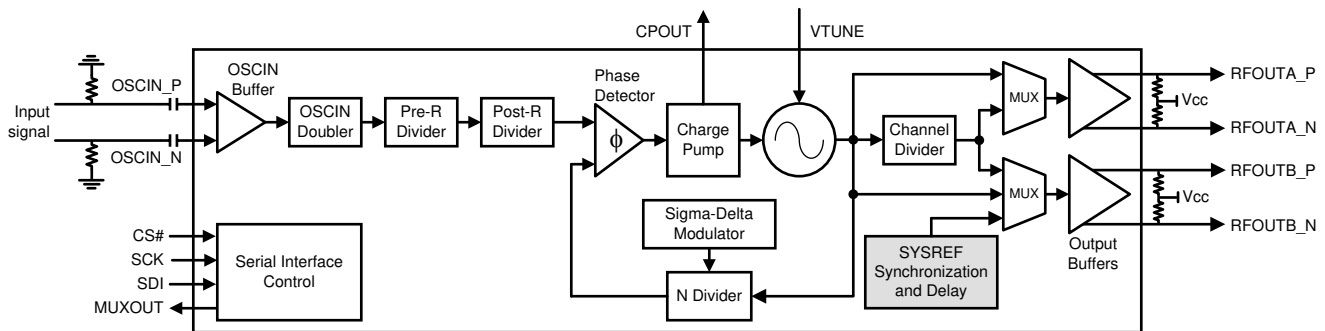 CPOUT
VTUNE
OSCIN_P
OSCIN
Buffer
Input
signal
OSCIN_N
OSCIN
Doubler
Pre-R
Divider
Post-R
Divider
Phase
Detector
ϕ
Charge
Pump
Channel
Divider
MUX
MUX
RFOUTA_P
Vcc
RFOUTA_N
RFOUTB_P
Vcc
RFOUTB_N
Output
Buffers
Sigma-Delta
Modulator
N Divider
SYSREF
Synchronization
and Delay
CS#
SCK
SDI
MUXOUT
Serial Interface
Control